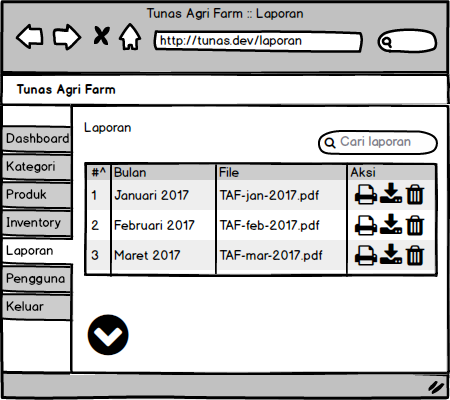 Tunas Agri Farm :: Laporan
http://tunas.dev/laporan
Tunas Agri Farm
Dashboard
Kategori
Produk
Inventory
Laporan
Pengguna
Keluar
Laporan
Cari laporan
#^ Bulan File Aksi
1 Januari 2017 TAF-jan-2017.pdf
2 Februari 2017 TAF-feb-2017.pdf
3 Maret 2017 TAF-mar-2017.pdf